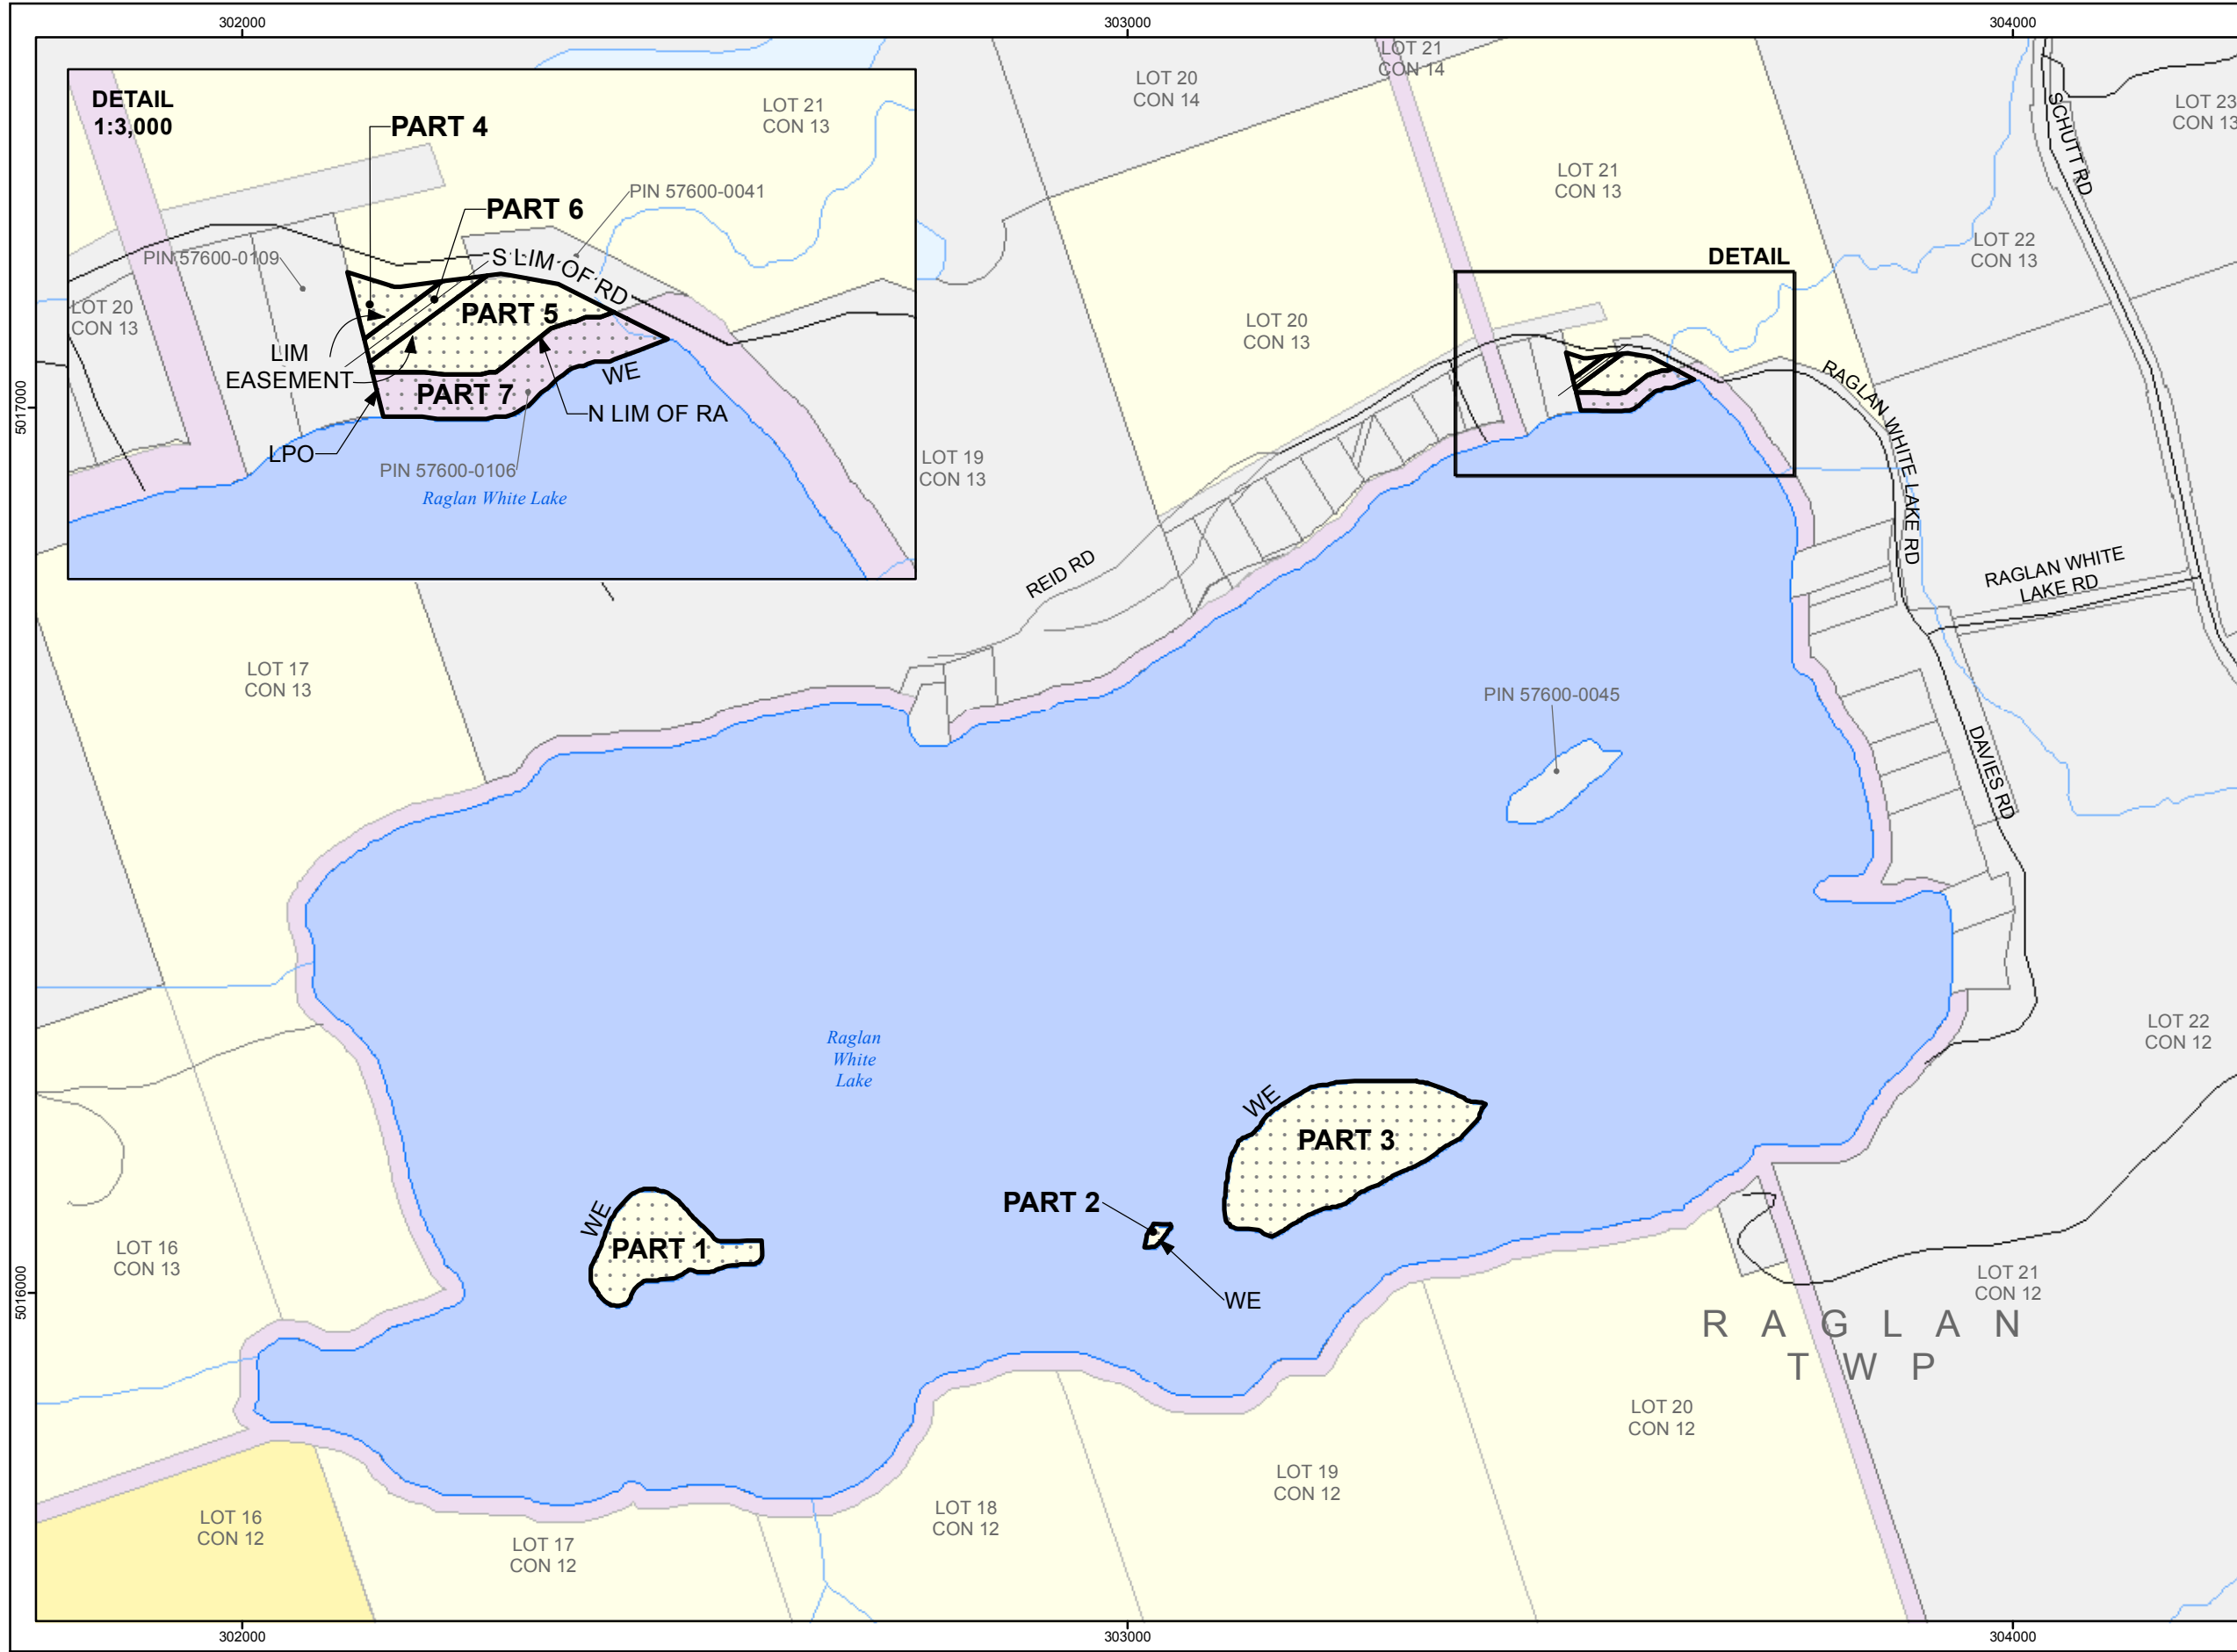 302000
303000
304000
DETAIL
1:3,000
PART 4
LOT 21
CON 13
PART 6
PIN 57600-0041
PIN 57600-0109
S LIM OF RD
LOT 20
CON 13
PART 5
LIM
EASEMENT
PART 7
WE
N LIM OF RA
LPO
PIN 57600-0106
Raglan White Lake
LOT 20
CON 14
LOT 21
CON 14
LOT 23
CON 13
SCHUTT RD
LOT 21
CON 13
LOT 22
CON 13
DETAIL
LOT 20
CON 13
RAGLAN WHITE LAKE RD
5017000
LOT 19
CON 13
REID RD
RAGLAN WHITE
LAKE RD
LOT 17
CON 13
PIN 57600-0045
DAVIES RD
Raglan
White
Lake
LOT 22
CON 12
WE
PART 3
PART 2
WE
WE
PART 1
LOT 16
CON 13
5016000
LOT 21
CON 12
RAGLAN
TWP
LOT 20
CON 12
LOT 19
CON 12
LOT 18
CON 12
LOT 16
CON 12
LOT 17
CON 12
302000
303000
304000